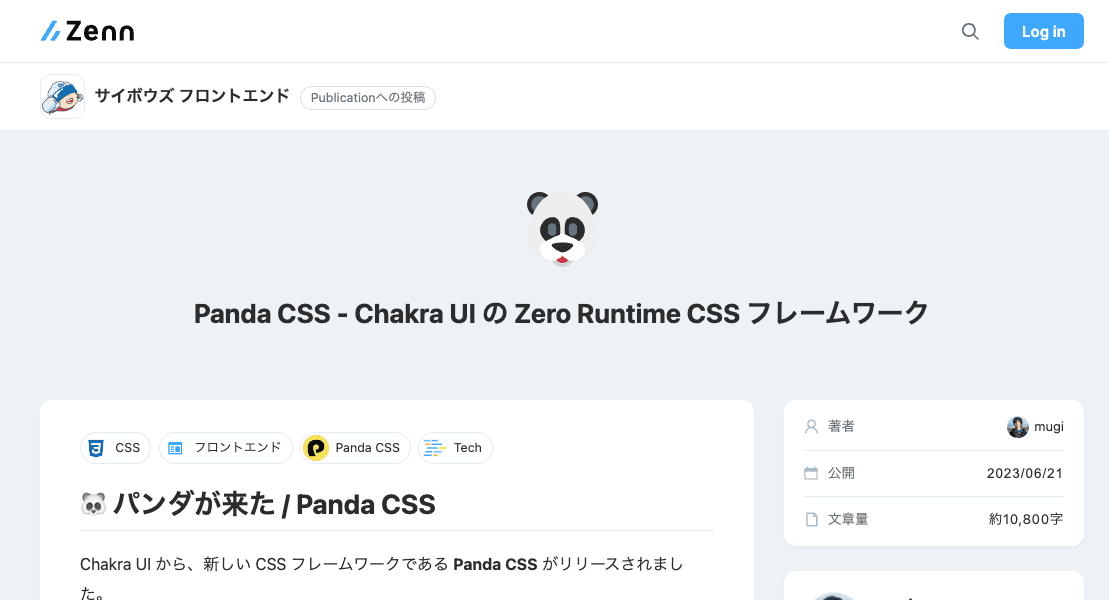 Zenn
Log in
サイボウズ フロントエンド
Publicationへの投稿
Panda CSS - Chakra UI の Zero Runtime CSS フレームワーク
CSS
フロントエンド
Panda CSS
Tech
パンダが来た / Panda CSS
Chakra UI から、新しい CSS フレームワークである Panda CSS がリリースされまし
た。
著者
mugi
公開
2023/06/21
文章量
約10,800字